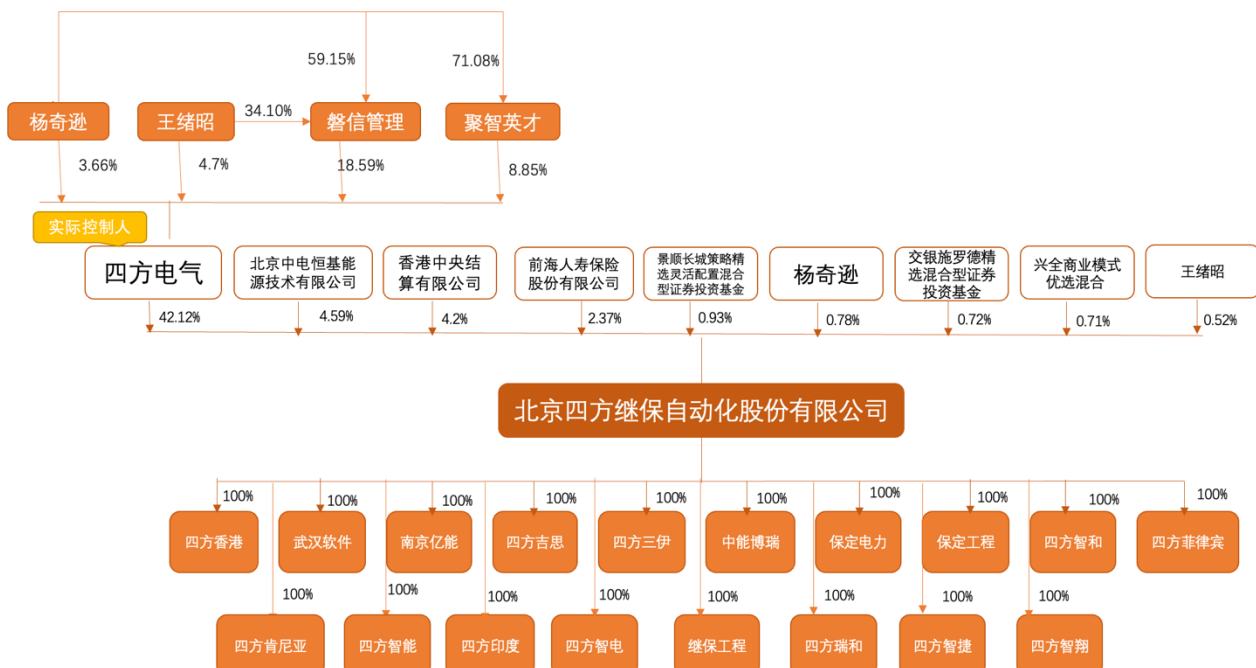 59.15%
71.08%
杨奇逊
王绪昭
34.10%
磐信管理
聚智英才
3.66%
4.7%
18.59%
8.85%
实际控制人
四方电气
北京中电恒基能
源技术有限公司
香港中央结
算有限公司
前海人寿保险
股份有限公司
景顺长城策略精
选灵活配置混合
型证券投资基金
杨奇逊
交银施罗德精
选混合型证券
投资基金
兴全商业模式
优选混合
王绪昭
42.12%
4.59%
4.2%
2.37%
0.93%
0.78%
0.72%
0.71%
0.52%
北京四方继保自动化股份有限公司
100%
100%
100%
100%
100%
100%
100%
100%
100%
100%
四方香港
武汉软件
南京亿能
四方吉思
四方三伊
中能博瑞
保定电力
保定工程
四方智和
四方菲律宾
100%
100%
100%
100%
100%
100%
100%
100%
四方肯尼亚
四方智能
四方印度
四方智电
继保工程
四方瑞和
四方智捷
四方智翔